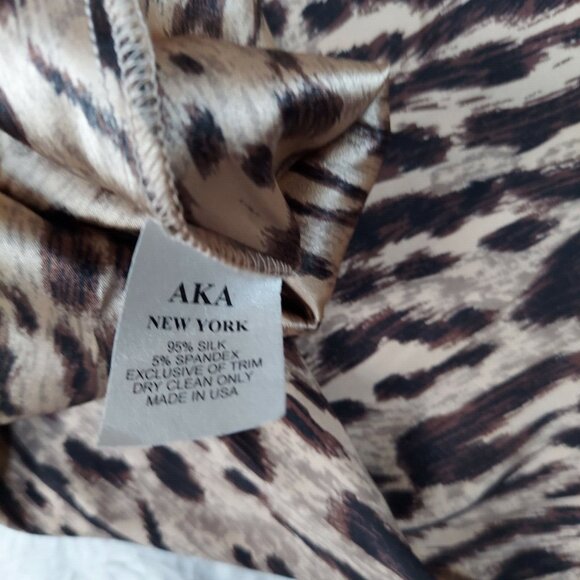 AKA
NEW YORK
95% SILK
5% SPANDEX
EXCLUSIVE OF TRIM
DRY CLEAN ONLY
MADE IN USA